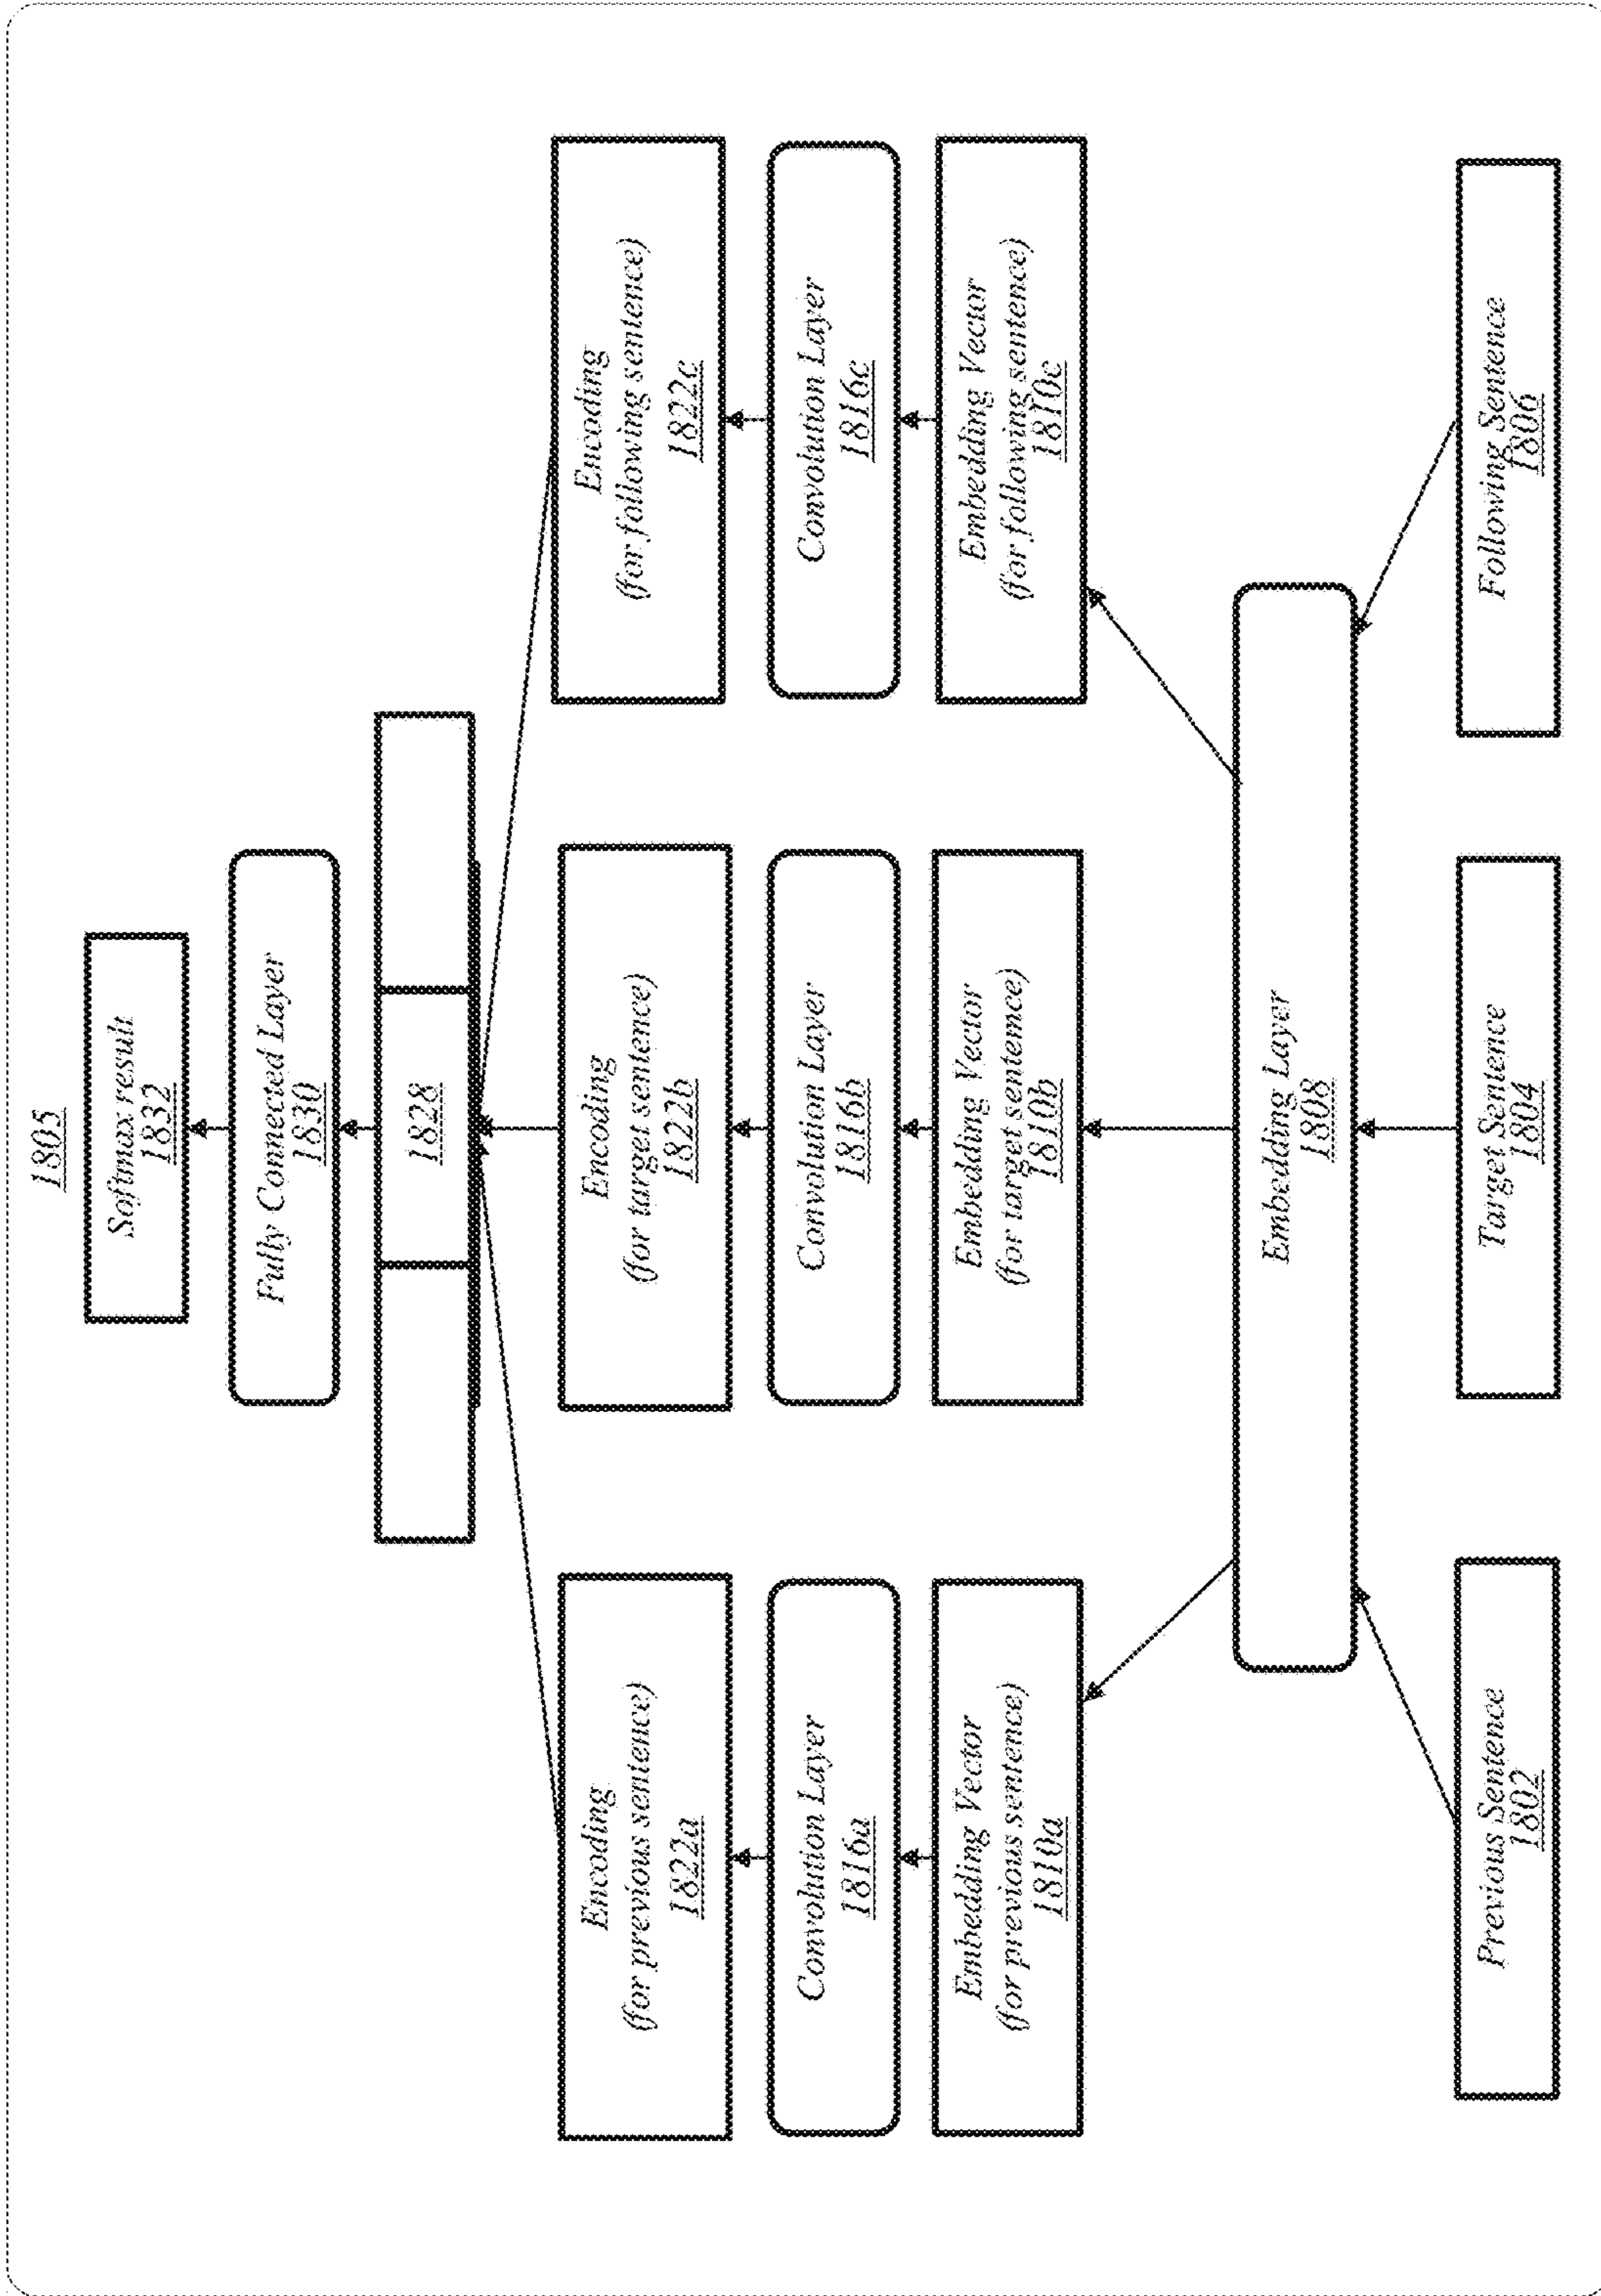 1805
Softmax result
1832
Fully Connected Layer
1830
1828
Encoding
(for previous sentence)
1822a
Encoding
(for target sentence)
1822b
Encoding
(for following sentence)
1822c
Convolution Layer
1816a
Convolution Layer
1816b
Convolution Layer
1816c
Embedding Vector
(for previous sentence)
1810a
Embedding Vector
(for target sentemce)
1810b
Embedding Vector
(for following sentence)
1810c
Embedding Layer
1808
Previous Sentence
1802
Target Sentence
1804
Following Sentence
1806